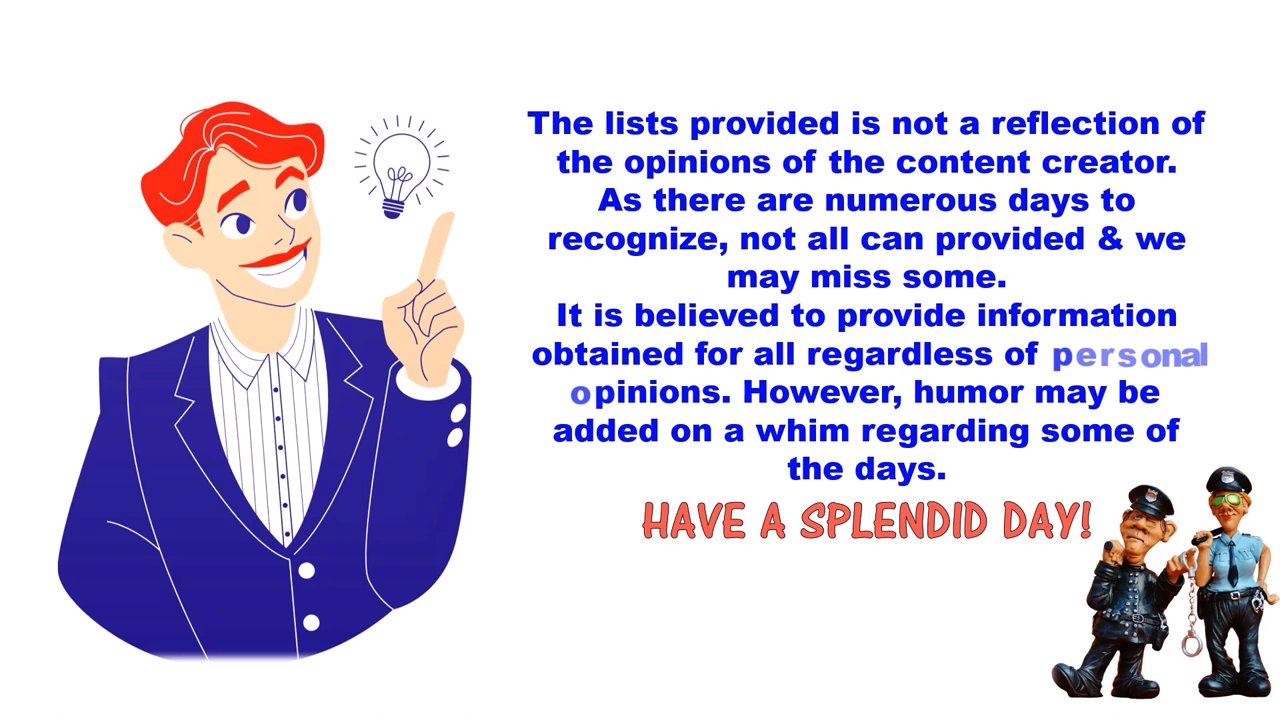 The lists provided is not a reflection of
the opinions of the content creator.
As there are numerous days to
recognize, not all can provided & we
may miss some.
It is believed to provide information
obtained for all regardless of personal
opinions. However, humor may be
added on a whim regarding some of
the days.
HAVE A SPLENDID DAY!